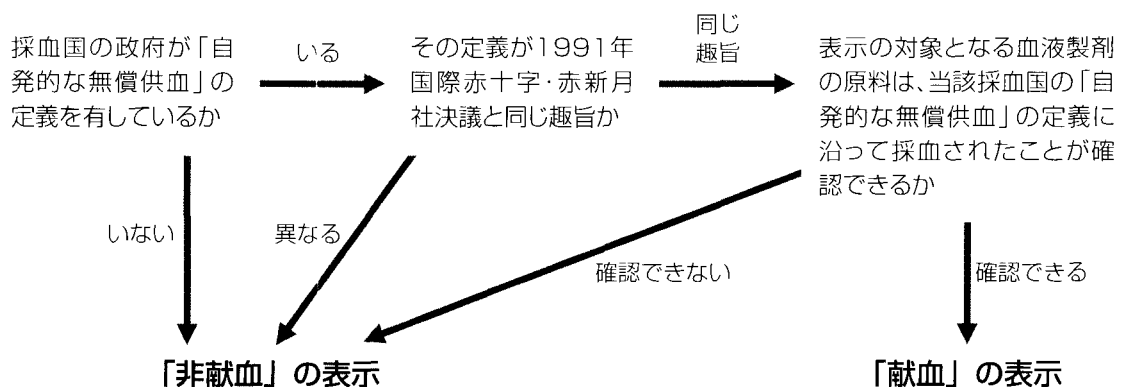 採血国の政府が「自
発的な無償供血」の
定義を有しているか
いる
その定義が1991年
国際赤十字・赤新月
社決議と同じ趣旨か
同じ
趣旨
表示の対象となる血液製剤
の原料は、当該採血国の「自
発的な無償供血」の定義に
沿って採血されたことが確
認できるか
いない
異なる
確認できない
確認できる
「非献血」の表示
「献血」の表示